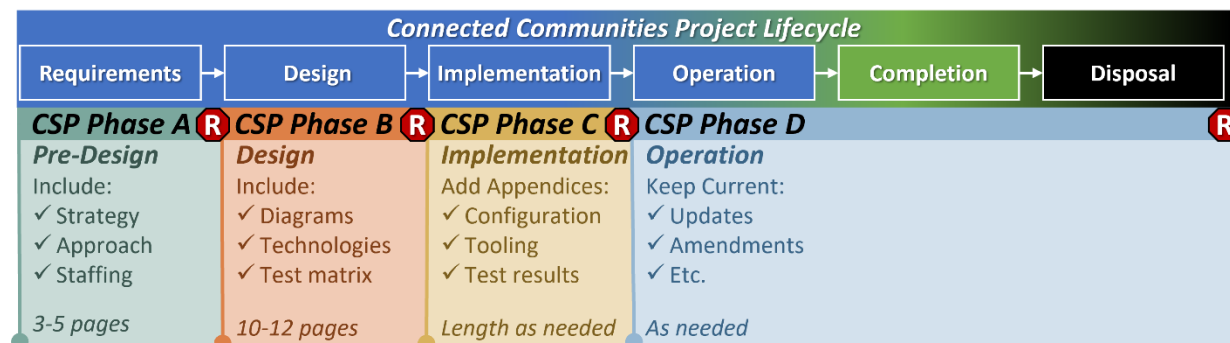 Connected Communities Project Lifecycle
Requirements
Design
Implementation
Operation
Completion
Disposal
CSP Phase A
R
CSP Phase B
R
CSP Phase C
R
CSP Phase D
R
Pre-Design
Include:
✓ Strategy
✓ Approach
✓ Staffing
3-5 pages
Design
Include:
✓ Diagrams
✓ Technologies
✓ Test matrix
10-12 pages
Implementation
Add Appendices:
✓ Configuration
✓ Tooling
✓ Test results
Length as needed
Operation
Keep Current:
✓ Updates
✓ Amendments
✓ Etc.
As needed